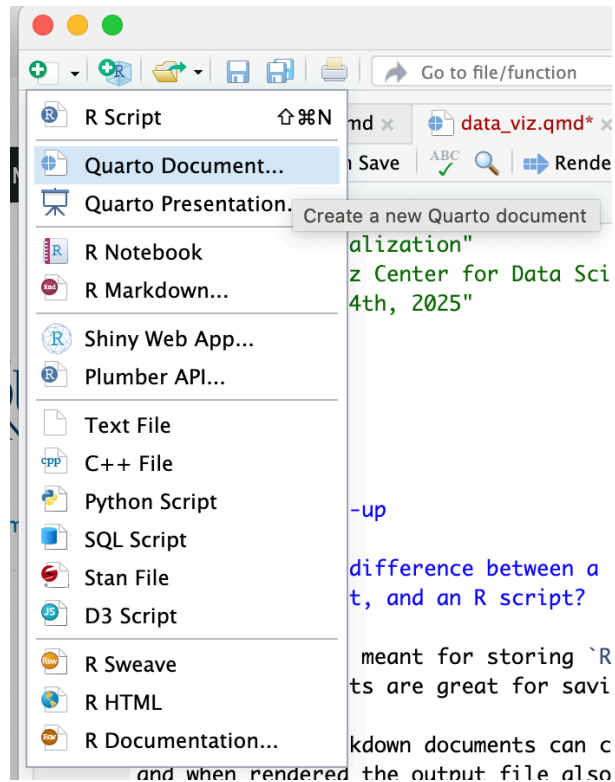 Go to file/function
R Script ⇧⌘N
md
data_viz.qmd*
Quarto Document...
Save
ABC
Rende
Quarto Presentation.
Create a new Quarto document
alization"
R Notebook
z Center for Data Sci
R Markdown...
4th, 2025"
Shiny Web App...
Plumber API...
Text File
C++ File
Python Script
-up
SQL Script
Stan File
difference between a
D3 Script
t, and an R script?
R Sweave
meant for storing `R
R HTML
ts are great for savi
R Documentation...
kdown documents can c
and when rendered the output file also